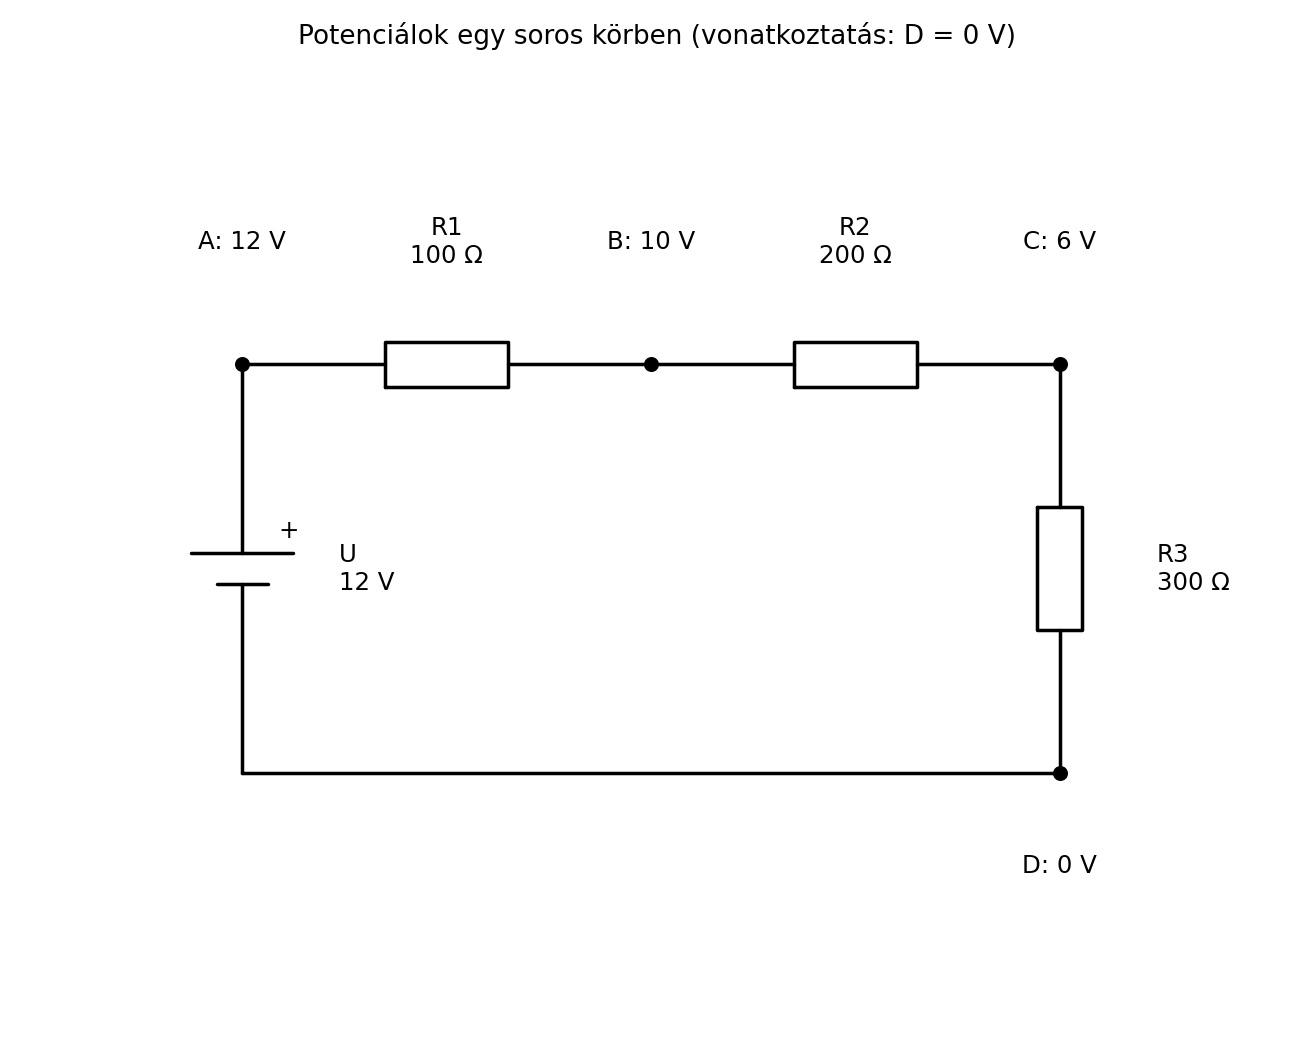 Potenciálok egy soros körben (vonatkoztatás: D = 0 V)
A: 12 V
R1
100 Ω
B: 10 V
R2
200 Ω
C: 6 V
+
U
12 V
R3
300 Ω
D: 0 V